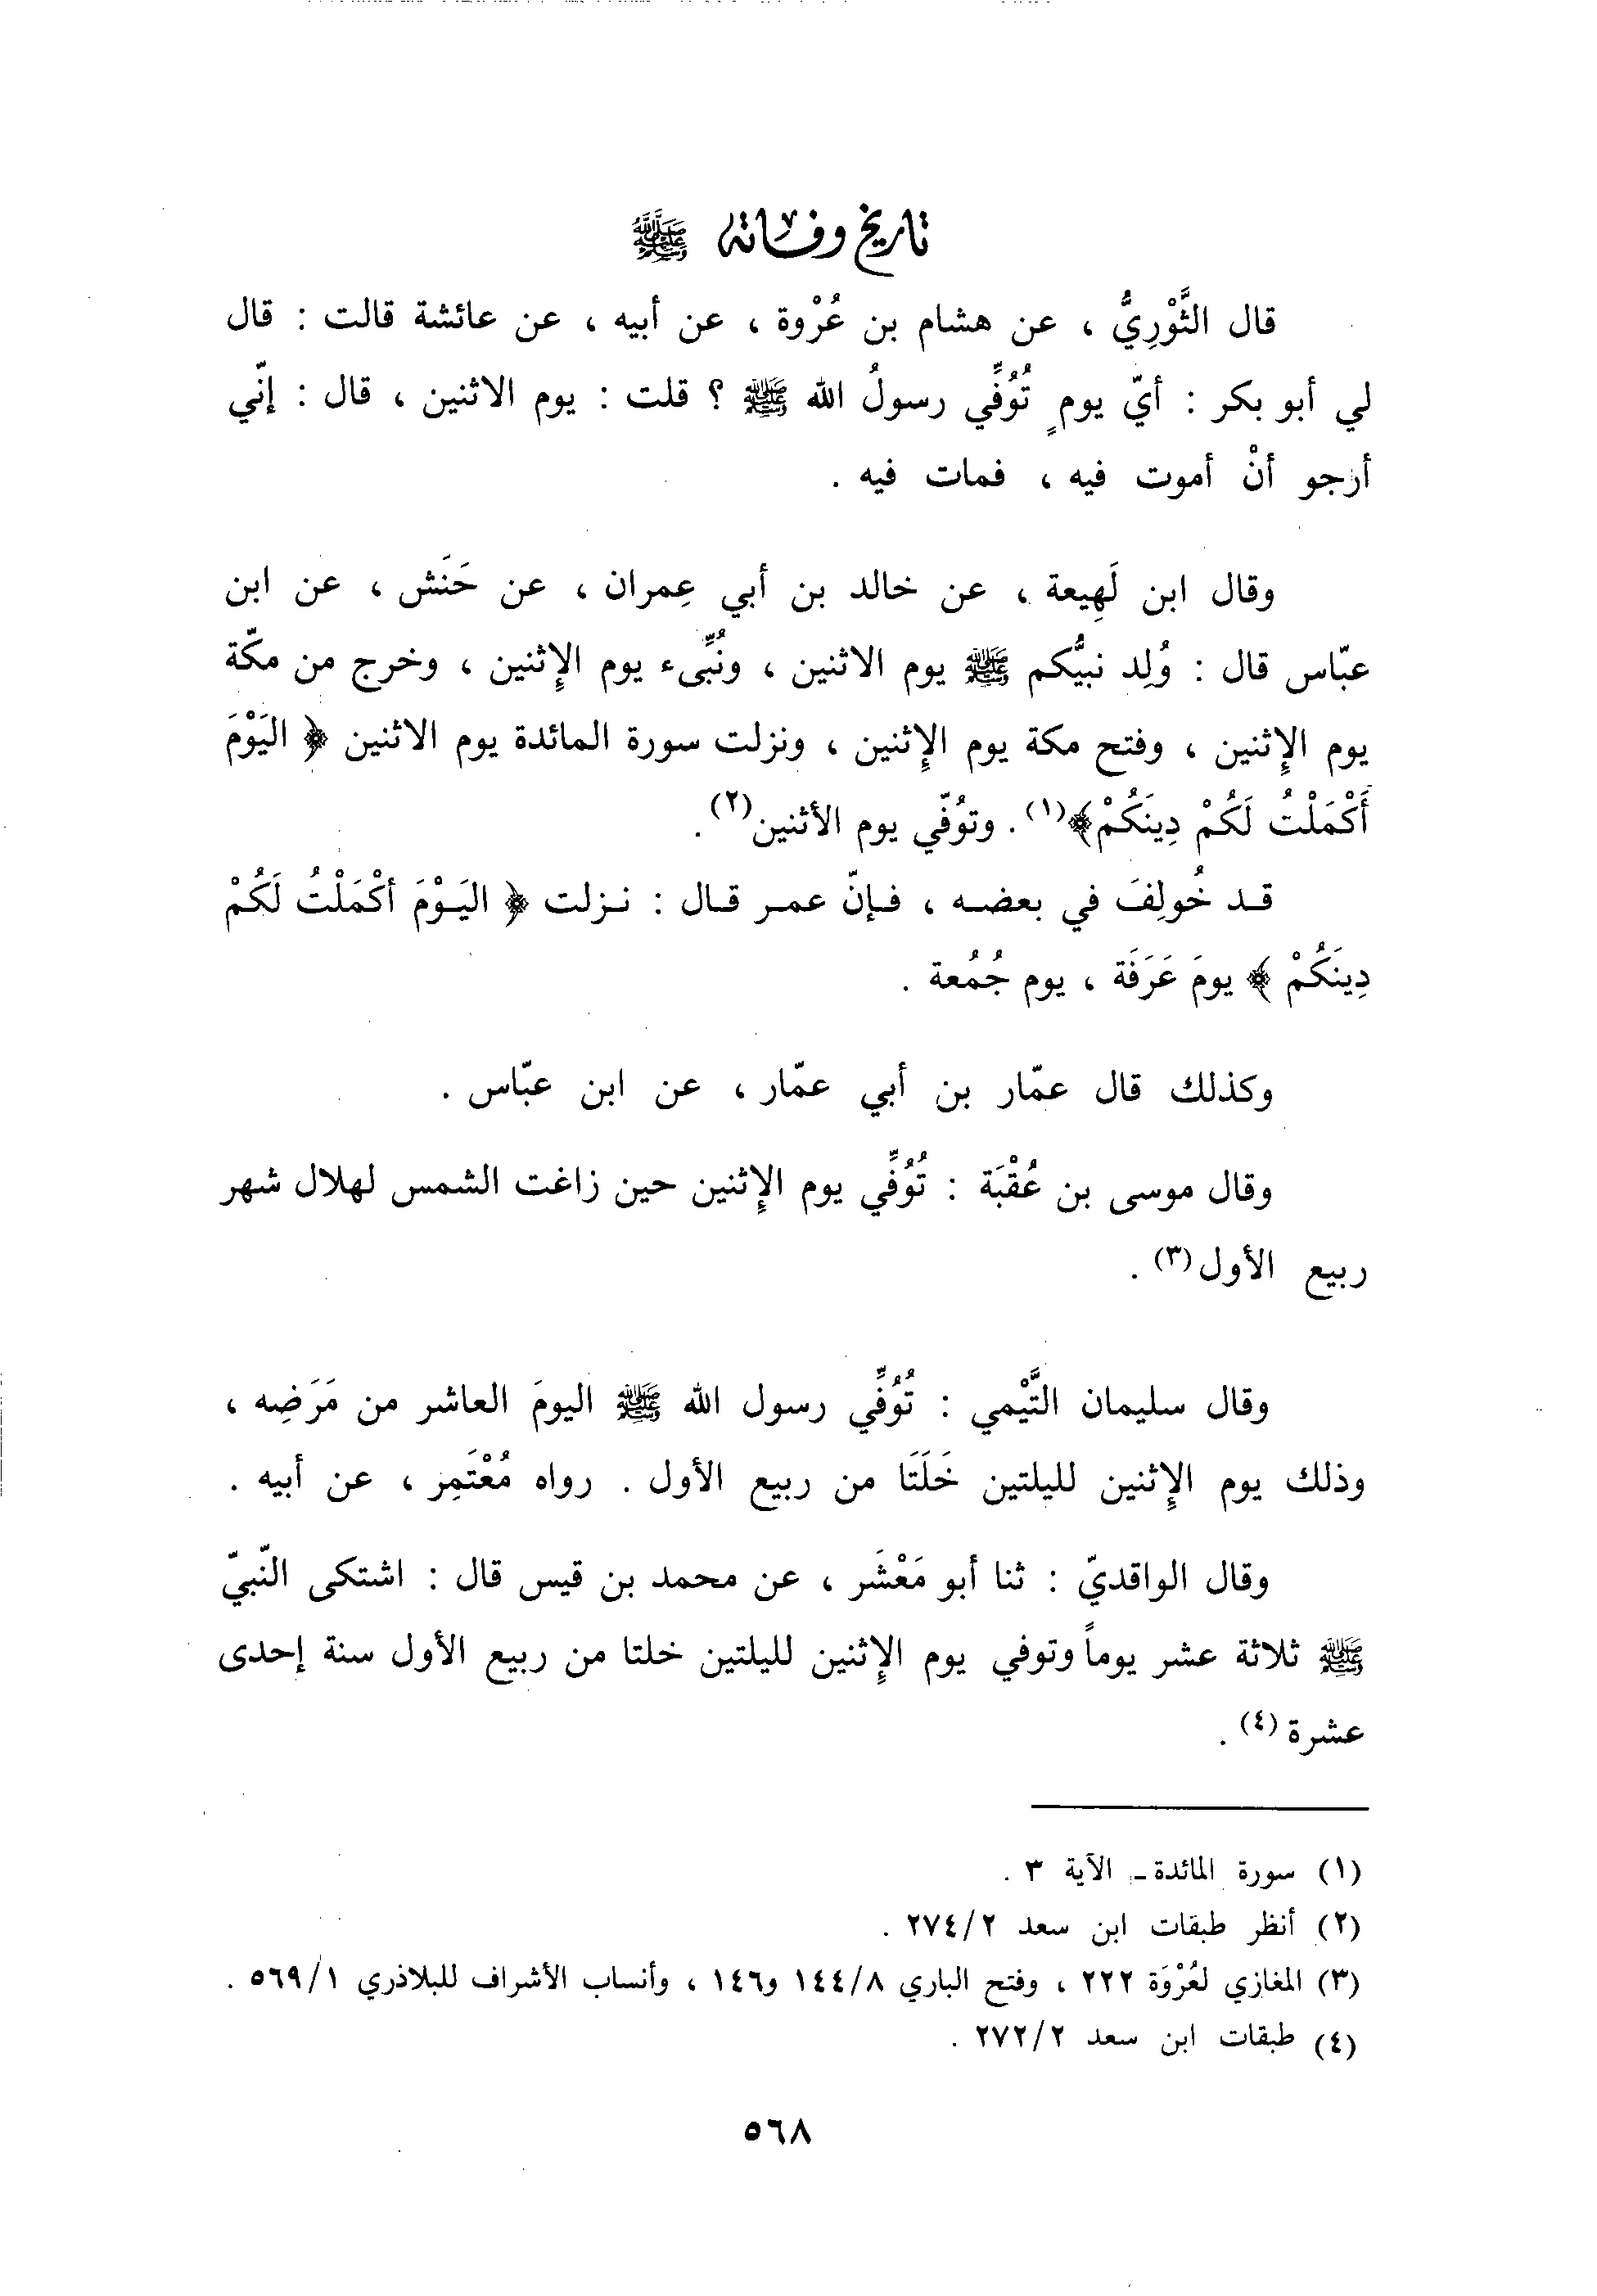 تاريخ وفاته ﷺ
قال الثَّوْرِيُّ ، عن هشام بن عُرْوة ، عن أبيه ، عن عائشة قالت : قال
لي أبو بكر : أيّ يومٍ تُوُفِّي رسولُ الله ﷺ ؟ قلت : يوم الاثنين ، قال : إنّي
أرجو أنْ أموت فيه ، فمات فيه .
وقال ابن لَهِيعة ، عن خالد بن أبي عِمران ، عن حَنَش ، عن ابن
عبّاس قال : وُلِد نبيُّكم ﷺ يوم الاثنين ، ونُبِّىء يوم الإثنين ، وخرج من مكّة
يوم الإثنين ، وفتح مكة يوم الإثنين ، ونزلت سورة المائدة يوم الاثنين ﴿ اليَوْمَ
أَكْمَلْتُ لَكُمْ دِينَكُمْ﴾(١) . وتوُفّي يوم الأثنين(٢) .
قد خُولِفَ في بعضه ، فإنّ عمر قال : نزلت ﴿ اليَوْمَ أكْمَلْتُ لَكُمْ
دِينَكُمْ ﴾ يومَ عَرَفَة ، يوم جُمُعة .
وكذلك قال عمّار بن أبي عمّار ، عن ابن عبّاس .
وقال موسى بن عُقْبَة : تُوُفِّي يوم الإثنين حين زاغت الشمس لهلال شهر
ربيع الأول(٣) .
وقال سليمان التَّيْمي : تُوُفِّي رسول الله ﷺ اليومَ العاشر من مَرَضِه ،
وذلك يوم الإثنين لليلتين خَلَتَا من ربيع الأول . رواه مُعْتَمِر ، عن أبيه .
وقال الواقديّ : ثنا أبو مَعْشَر ، عن محمد بن قيس قال : اشتكى النّبيّ
ﷺ ثلاثة عشر يوماً وتوفي يوم الإثنين لليلتين خلتا من ربيع الأول سنة إحدى
عشرة(٤) .
(١) سورة المائدة ـ الآية ٣ .
(٢) أنظر طبقات ابن سعد ٢/٢٧٤ .
(٣) المغازي لعُرْوَة ٢٢٢ ، وفتح الباري ٨/١٤٤ و١٤٦ ، وأنساب الأشراف للبلاذري ١/٥٦٩ .
(٤) طبقات ابن سعد ٢/٢٧٢ .
٥٦٨